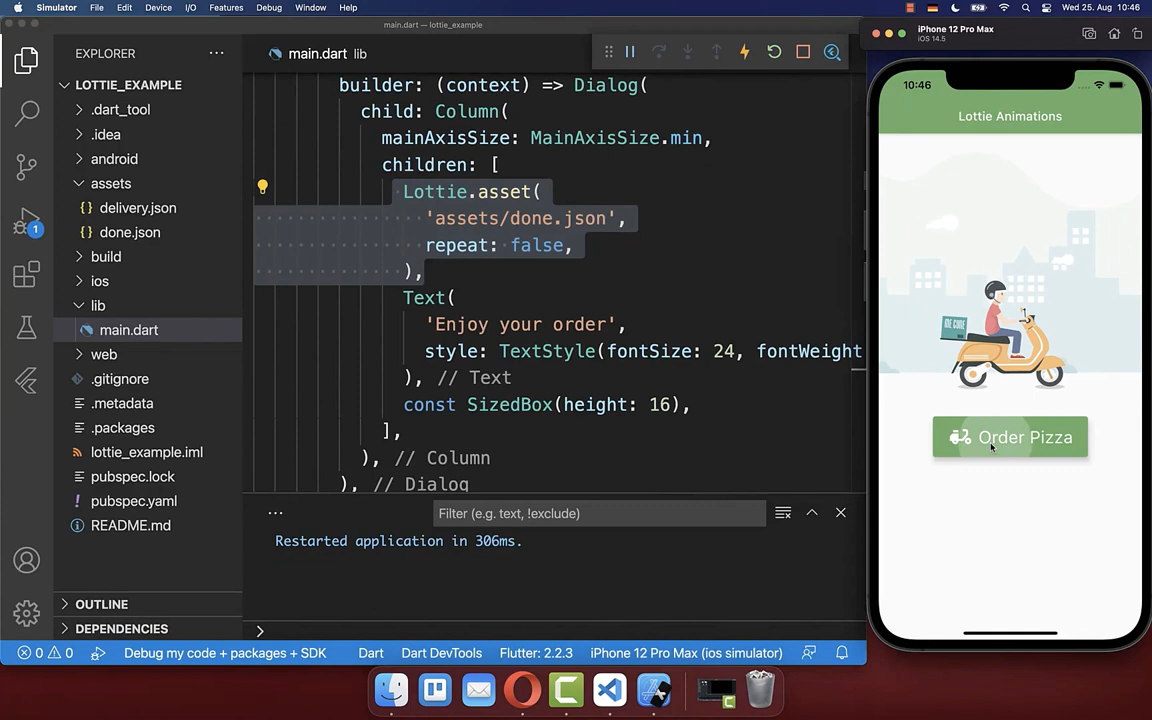 Simulator File Edit Device I/O Features Debug Window Help
Wed 25. Aug 10:46
main.dart — lottie_example
EXPLORER
LOTTIE_EXAMPLE
.dart_tool
.idea
android
assets
{} delivery.json
{} done.json
build
ios
lib
main.dart
web
.gitignore
.metadata
.packages
lottie_example.iml
pubspec.lock
! pubspec.yaml
README.md
OUTLINE
DEPENDENCIES
1
main.dart lib
builder: (context) => Dialog(
child: Column(
mainAxisSize: MainAxisSize.min,
children: [
Lottie.asset(
'assets/done.json',
repeat: false,
),
Text(
'Enjoy your order',
style: TextStyle(fontSize: 24, fontWeight
), // Text
const SizedBox(height: 16),
],
), // Column
), // Dialog
Filter (e.g. text, !exclude)
Restarted application in 306ms.
0 0 Debug my code + packages + SDK Dart Dart DevTools Flutter: 2.2.3 iPhone 12 Pro Max (ios simulator)
iPhone 12 Pro Max
iOS 14.5
10:46
Lottie Animations
ME CURE
Order Pizza